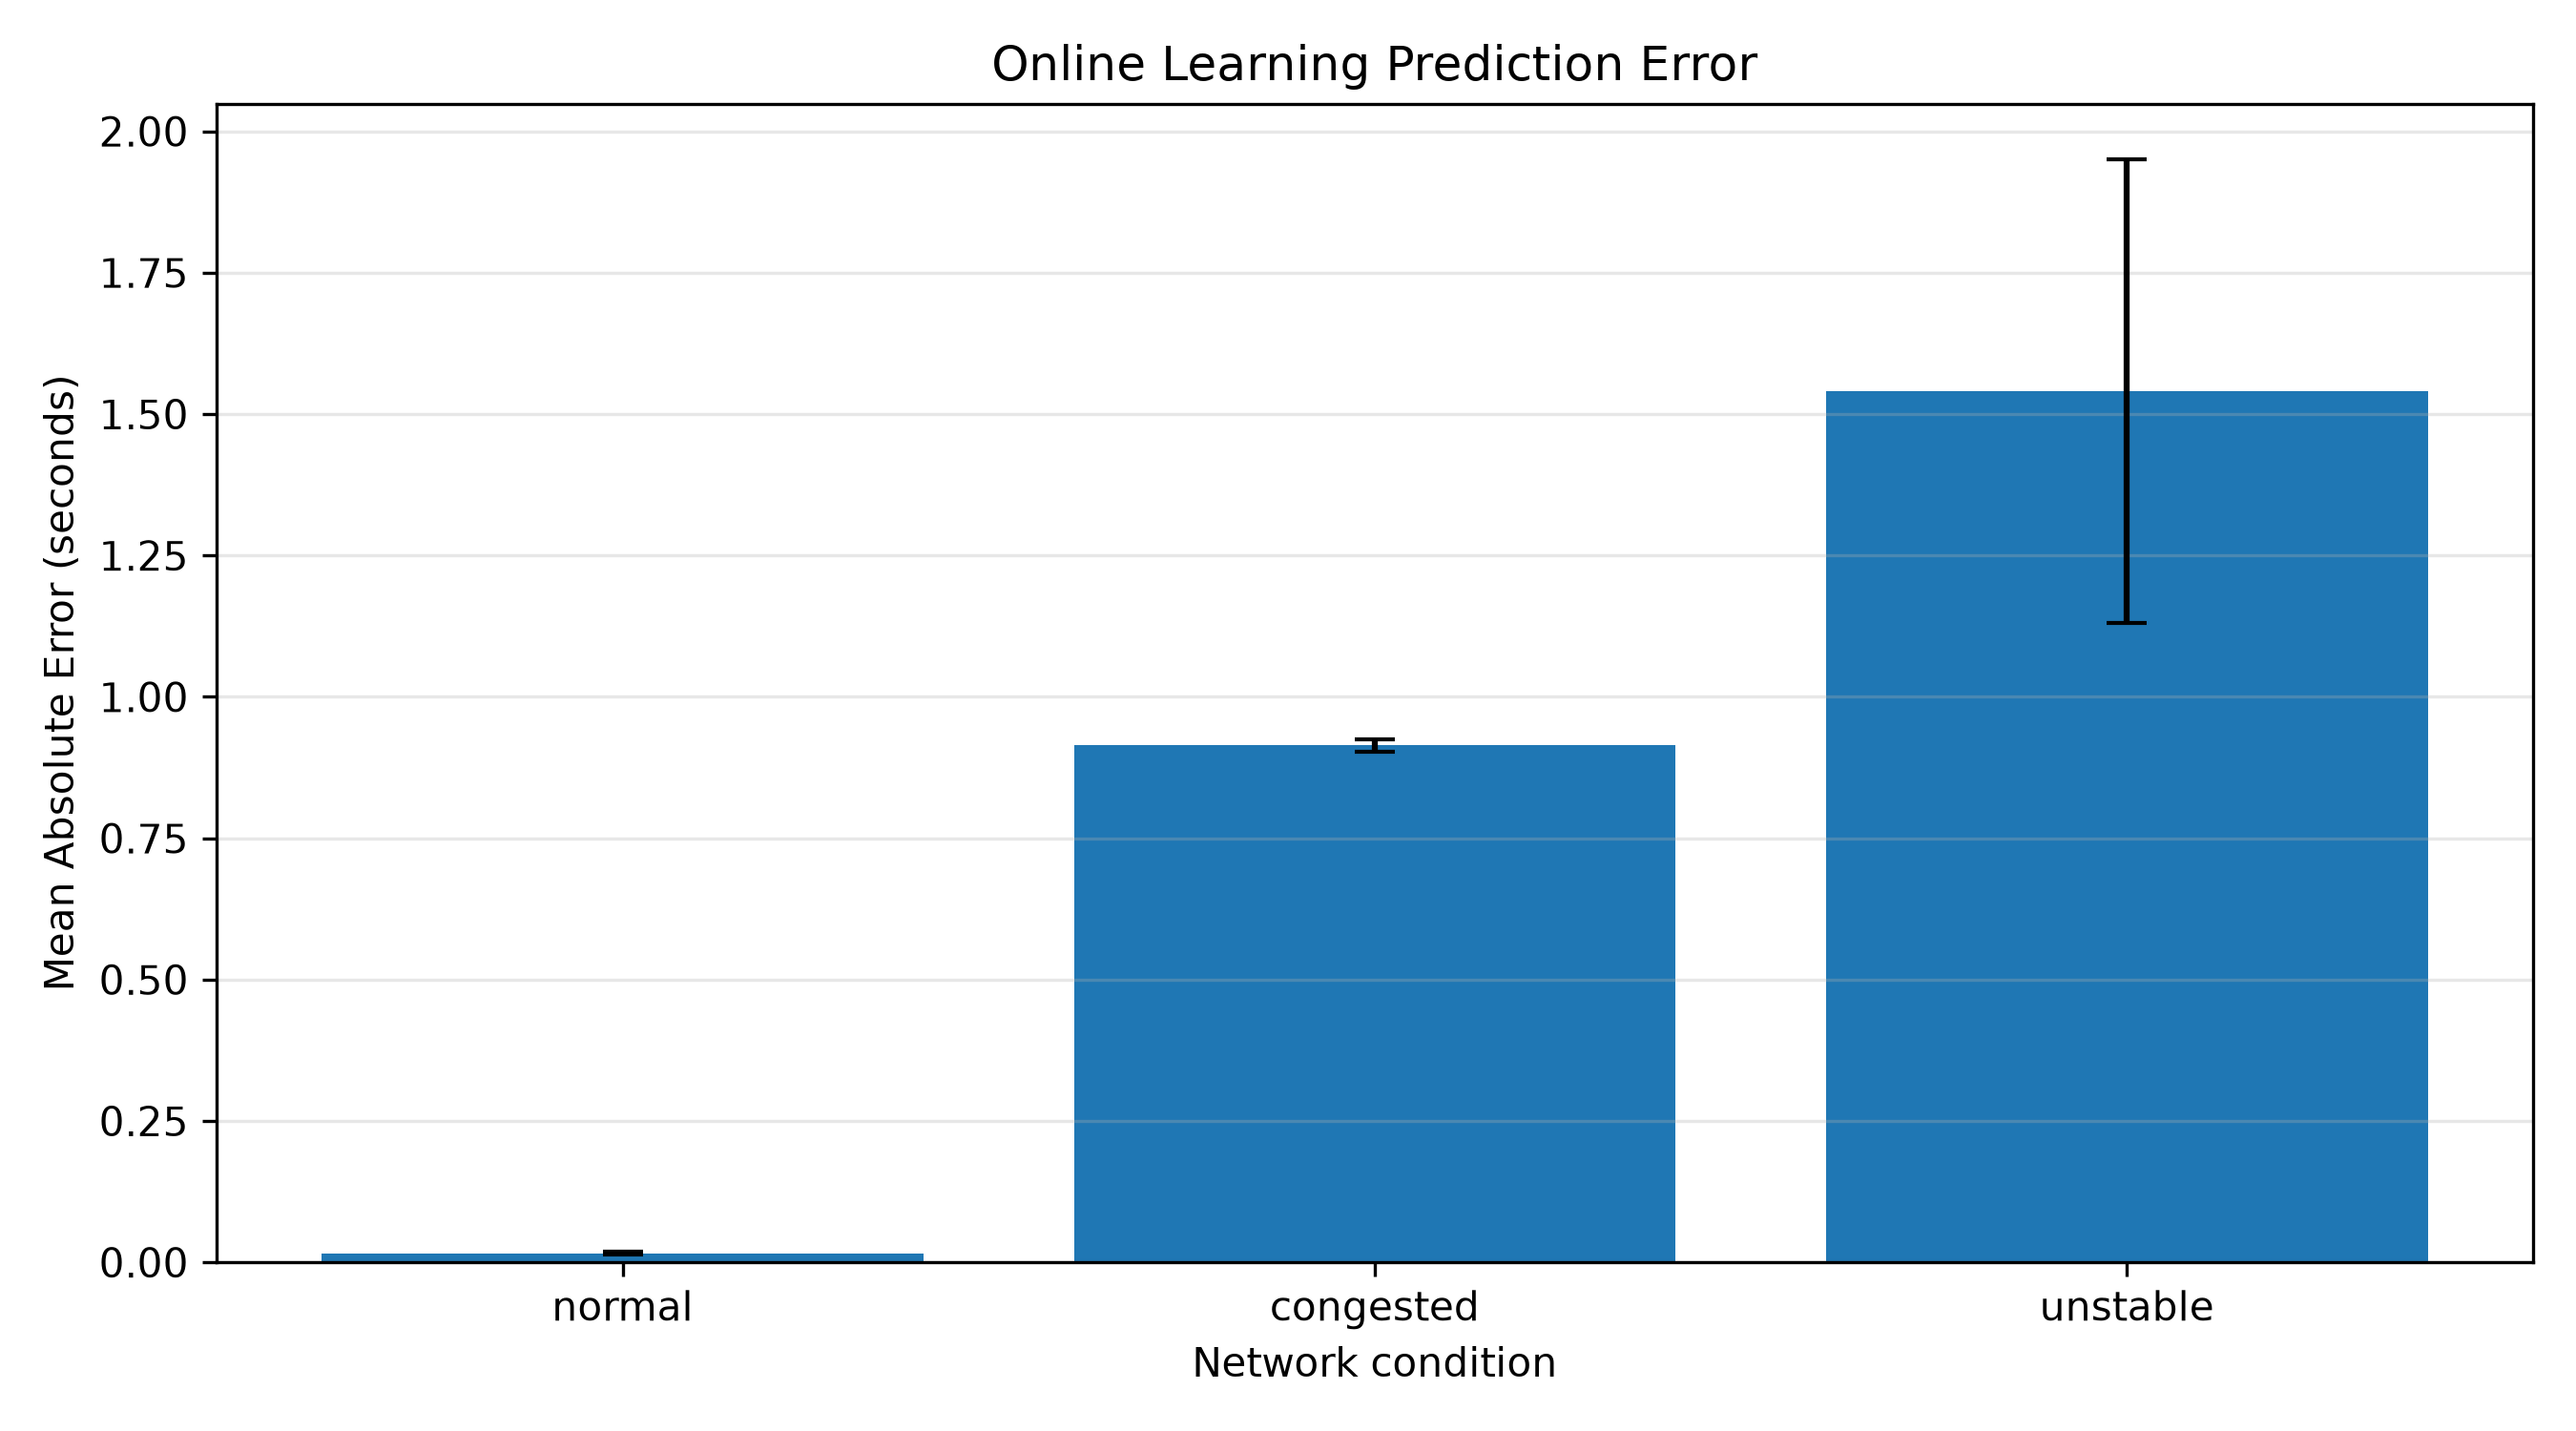 Online Learning Prediction Error
Mean Absolute Error (seconds)
2.00
1.75
1.50
1.25
1.00
0.75
0.50
0.25
0.00
normal
congested
unstable
Network condition